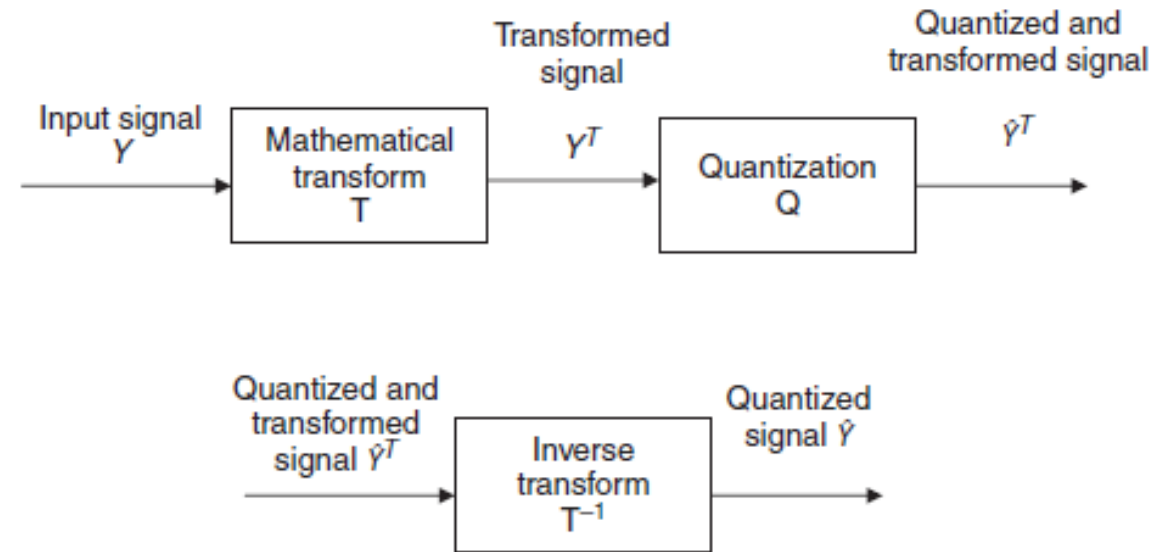 Input signal
Y
Mathematical
transform
T
Transformed
signal
Y^T
Quantization
Q
Quantized and
transformed signal
Ŷ^T
Quantized and
transformed
signal Ŷ^T
Inverse
transform
T⁻¹
Quantized
signal Ŷ